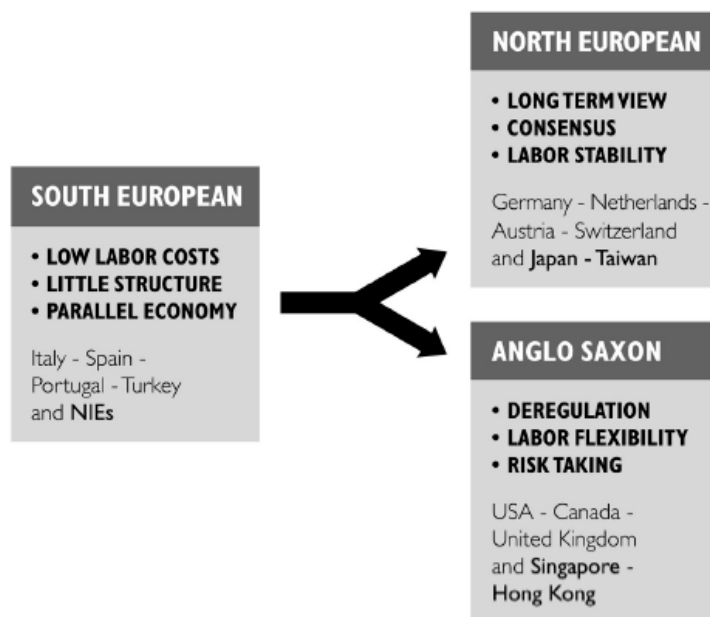 SOUTH EUROPEAN
• LOW LABOR COSTS
• LITTLE STRUCTURE
• PARALLEL ECONOMY
Italy - Spain -
Portugal - Turkey
and NIEs
NORTH EUROPEAN
• LONG TERM VIEW
• CONSENSUS
• LABOR STABILITY
Germany - Netherlands -
Austria - Switzerland
and Japan - Taiwan
ANGLO SAXON
• DEREGULATION
• LABOR FLEXIBILITY
• RISK TAKING
USA - Canada -
United Kingdom
and Singapore -
Hong Kong